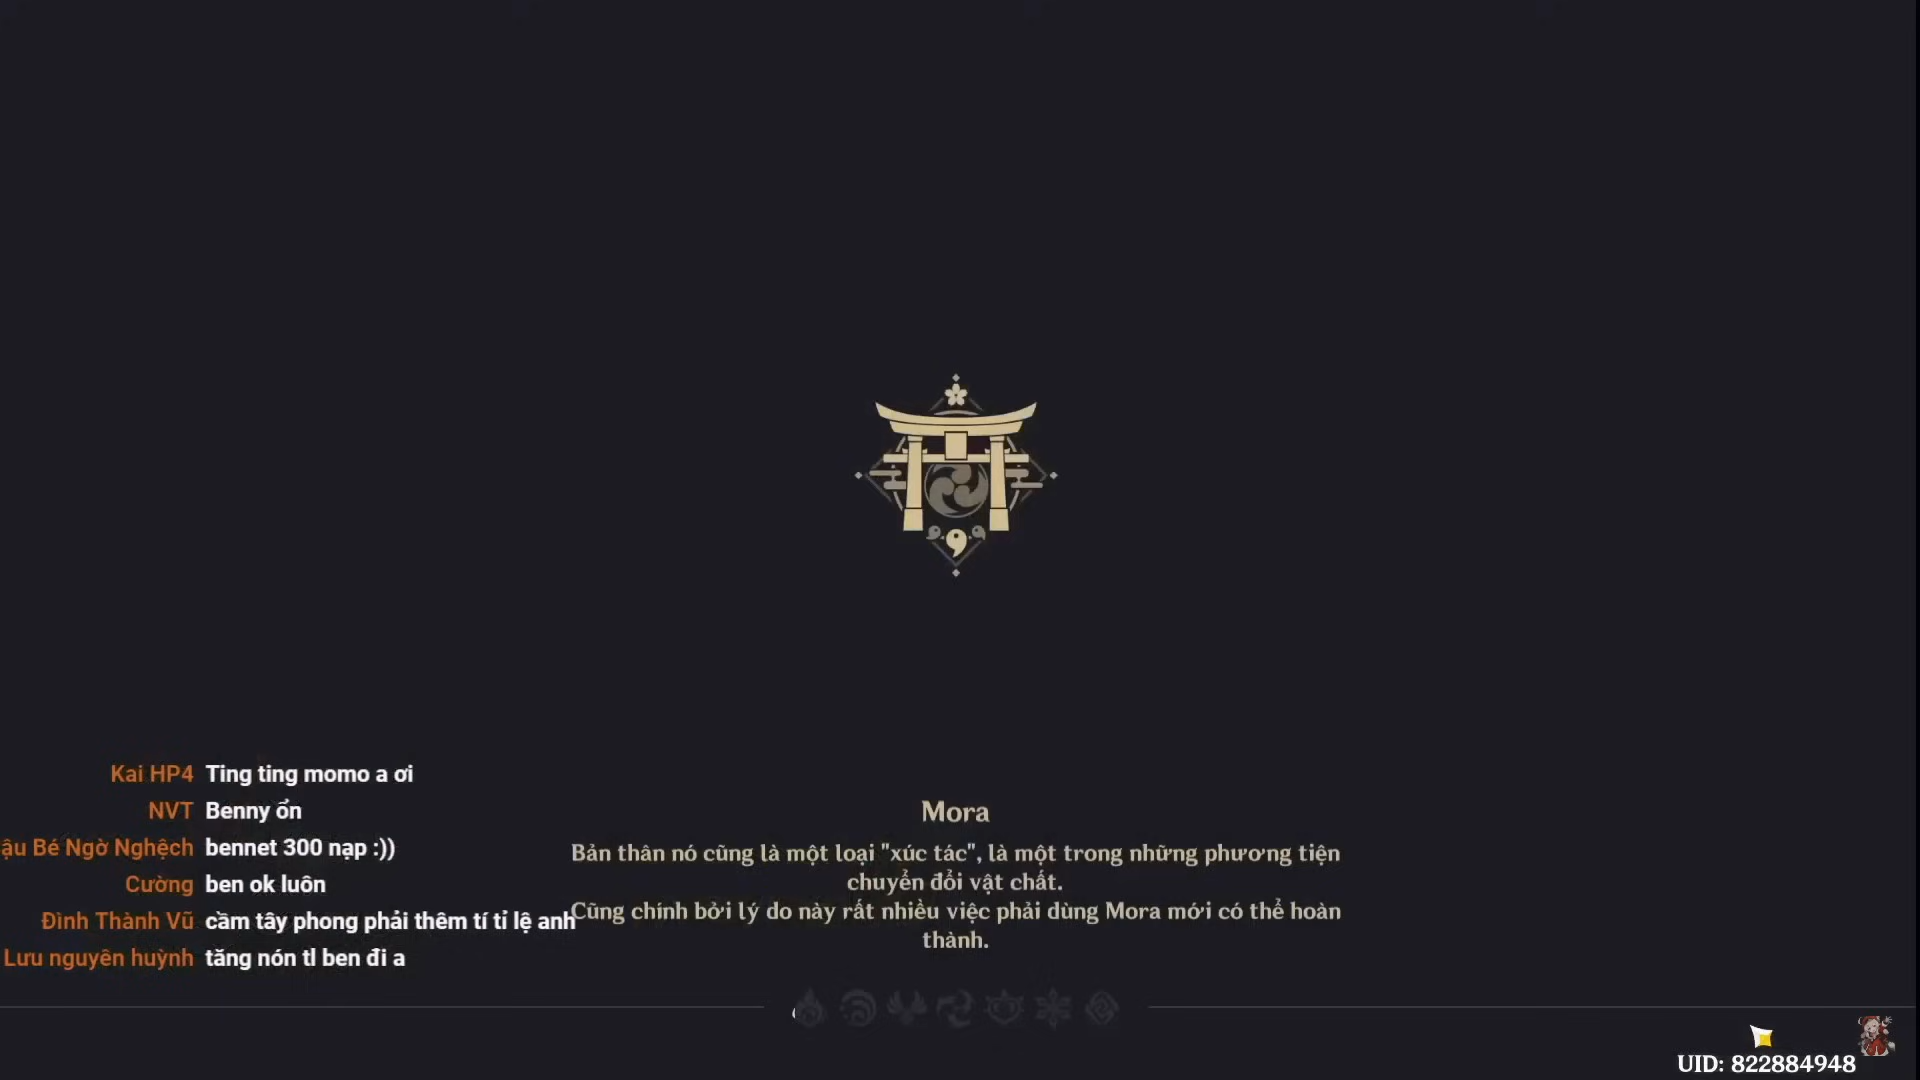 Kai HP4 Ting ting momo a ơi
NVT Benny ổn
ậu Bé Ngờ Nghệch bennet 300 nạp :))
Cường ben ok luôn
Đình Thành Vũ cầm tây phong phải thêm tí tỉ lệ anh
Lưu nguyên huỳnh tăng nón tl ben đi a
Mora
Bản thân nó cũng là một loại "xúc tác", là một trong những phương tiện
chuyển đổi vật chất.
Cũng chính bởi lý do này rất nhiều việc phải dùng Mora mới có thể hoàn
thành.
UID: 822884948